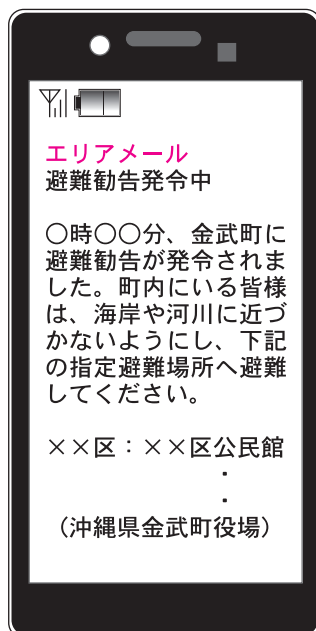 エリアメール
避難勧告発令中
〇時〇〇分、金武町に
避難勧告が発令されま
した。町内にいる皆様
は、海岸や河川に近づ
かないようにし、下記
の指定避難場所へ避難
してください。
××区：××区公民館
・
・
（沖縄県金武町役場）